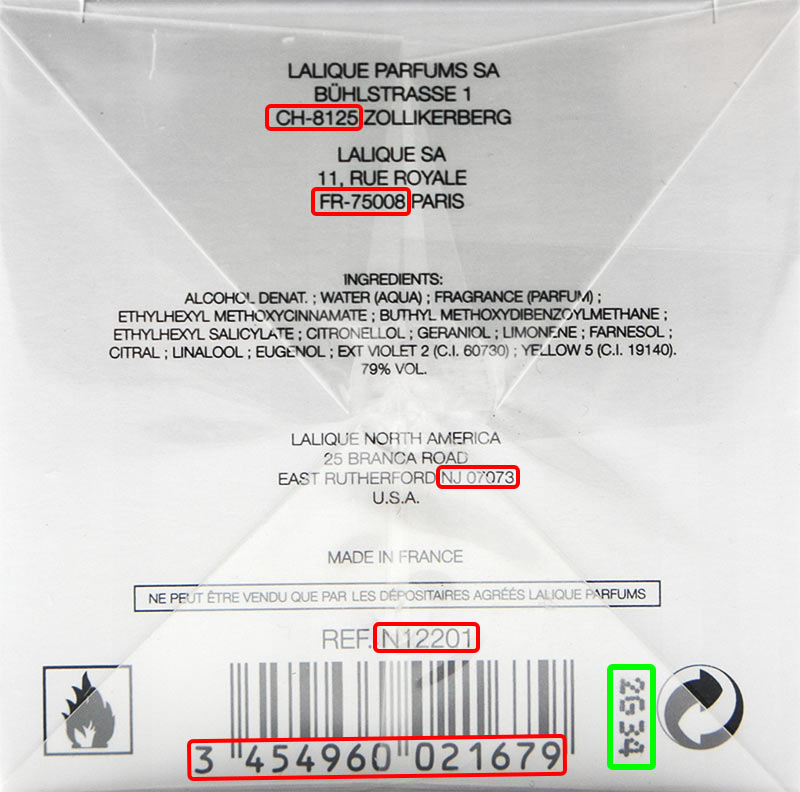 LALIQUE PARFUMS SA
BÜHLSTRASSE 1
CH-8125 ZOLLIKERBERG
LALIQUE SA
11, RUE ROYALE
FR-75008 PARIS
INGREDIENTS:
ALCOHOL DENAT. ; WATER (AQUA) ; FRAGRANCE (PARFUM) ;
ETHYLHEXYL METHOXYCINNAMATE ; BUTHYL METHOXYDIBENZOYLMETHANE ;
ETHYLHEXYL SALICYLATE ; CITRONELLOL ; GERANIOL ; LIMONENE ; FARNESOL ;
CITRAL ; LINALOOL ; EUGENOL ; EXT VIOLET 2 (C.I. 60730) ; YELLOW 5 (C.I. 19140).
79% VOL.
LALIQUE NORTH AMERICA
25 BRANCA ROAD
EAST RUTHERFORD NJ 07073
U.S.A.
MADE IN FRANCE
NE PEUT ÊTRE VENDU QUE PAR LES DÉPOSITAIRES AGRÉÉS LALIQUE PARFUMS
REF. N12201
2G34
3 454960 021679